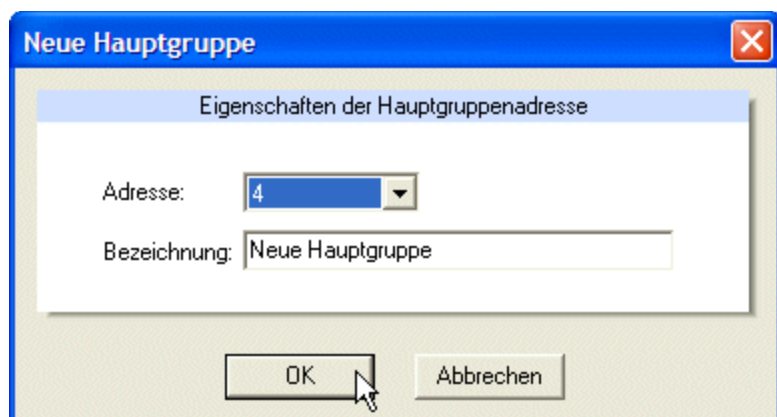 Neue Hauptgruppe
Eigenschaften der Hauptgruppenadresse
Adresse: 4
Bezeichnung: Neue Hauptgruppe
OK Abbrechen